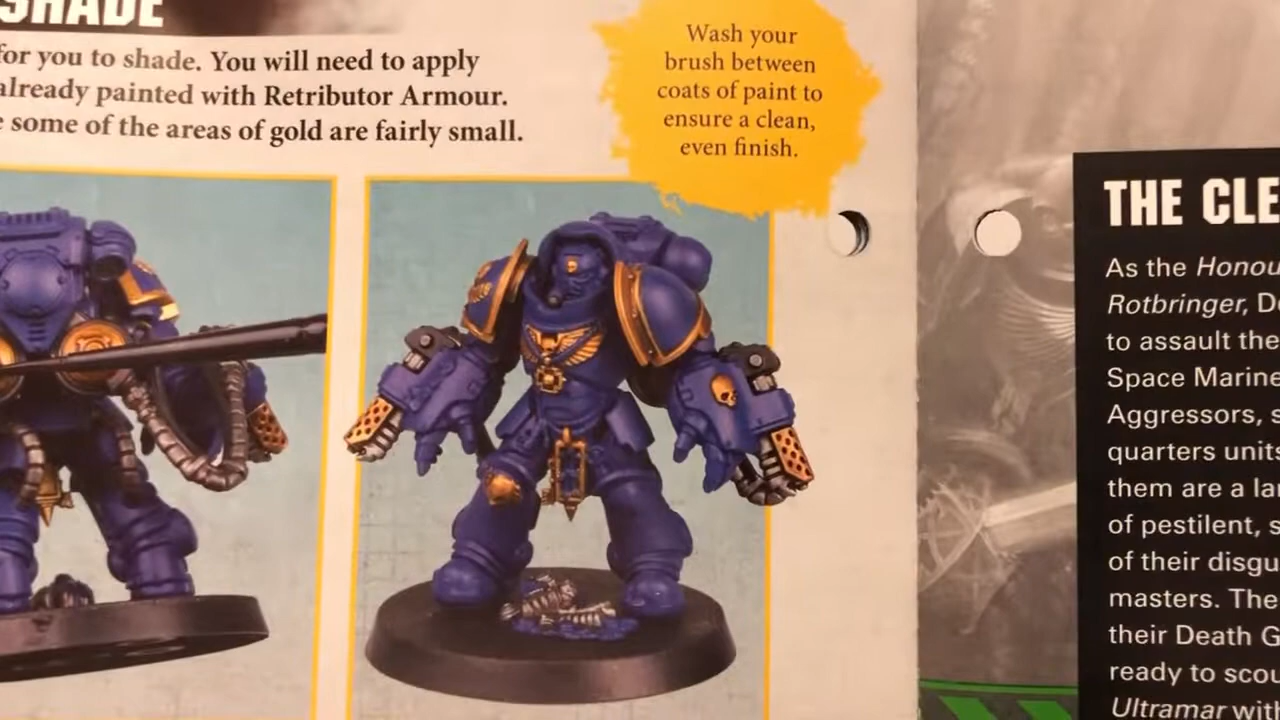 SHADE
for you to shade. You will need to apply
already painted with Retributor Armour.
some of the areas of gold are fairly small.
Wash your
brush between
coats of paint to
ensure a clean,
even finish.
THE CLE
As the Honou
Rotbringer, D
to assault the
Space Marine
Aggressors, s
quarters units
them are a la
of pestilent, s
of their disgu
masters. The
their Death G
ready to scou
Ultramar with